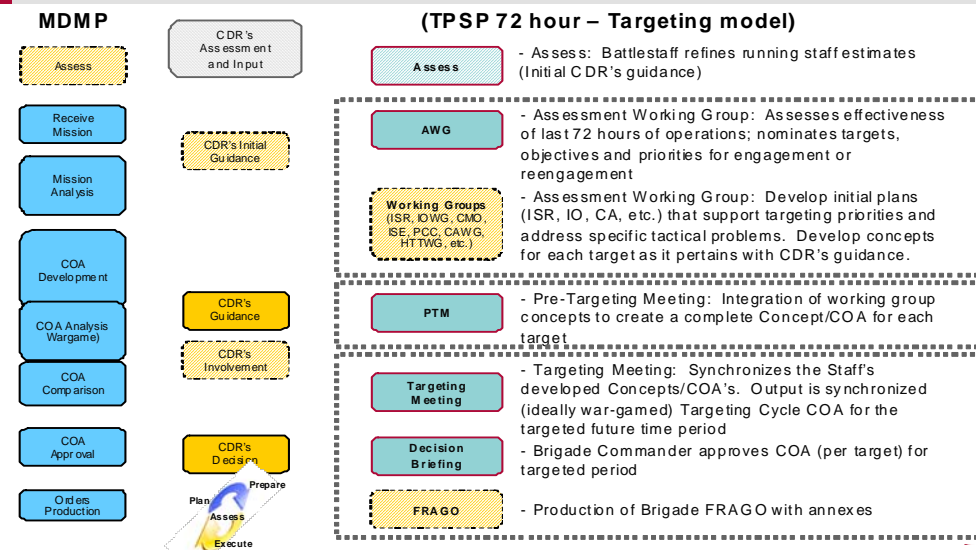 MDMP
(TPSP 72 hour – Targeting model)
Assess
Receive
Mission
Mission
Analysis
COA
Development
COA Analysis
Wargame)
COA
Comparison
COA
Approval
Orders
Production
CDR's
Assessment
and Input
CDR's Initial
Guidance
CDR's
Guidance
CDR's
Involvement
CDR's
Decision
Plan
Prepare
Assess
Execute
Assess
- Assess: Battlestaff refines running staff estimates
(Initial CDR's guidance)
AWG
- Assessment Working Group: Assesses effectiveness
of last 72 hours of operations; nominates targets,
objectives and priorities for engagement or
reengagement
Working Groups
(ISR, IOWG, CMO,
ISE, PCC, CAWG,
HTTWG, etc.)
- Assessment Working Group: Develop initial plans
(ISR, IO, CA, etc.) that support targeting priorities and
address specific tactical problems. Develop concepts
for each target as it pertains with CDR's guidance.
PTM
- Pre-Targeting Meeting: Integration of working group
concepts to create a complete Concept/COA for each
target
Targeting
Meeting
- Targeting Meeting: Synchronizes the Staff's
developed Concepts/COA's. Output is synchronized
(ideally war-gamed) Targeting Cycle COA for the
targeted future time period
Decision
Briefing
- Brigade Commander approves COA (per target) for
targeted period
FRAGO
- Production of Brigade FRAGO with annexes